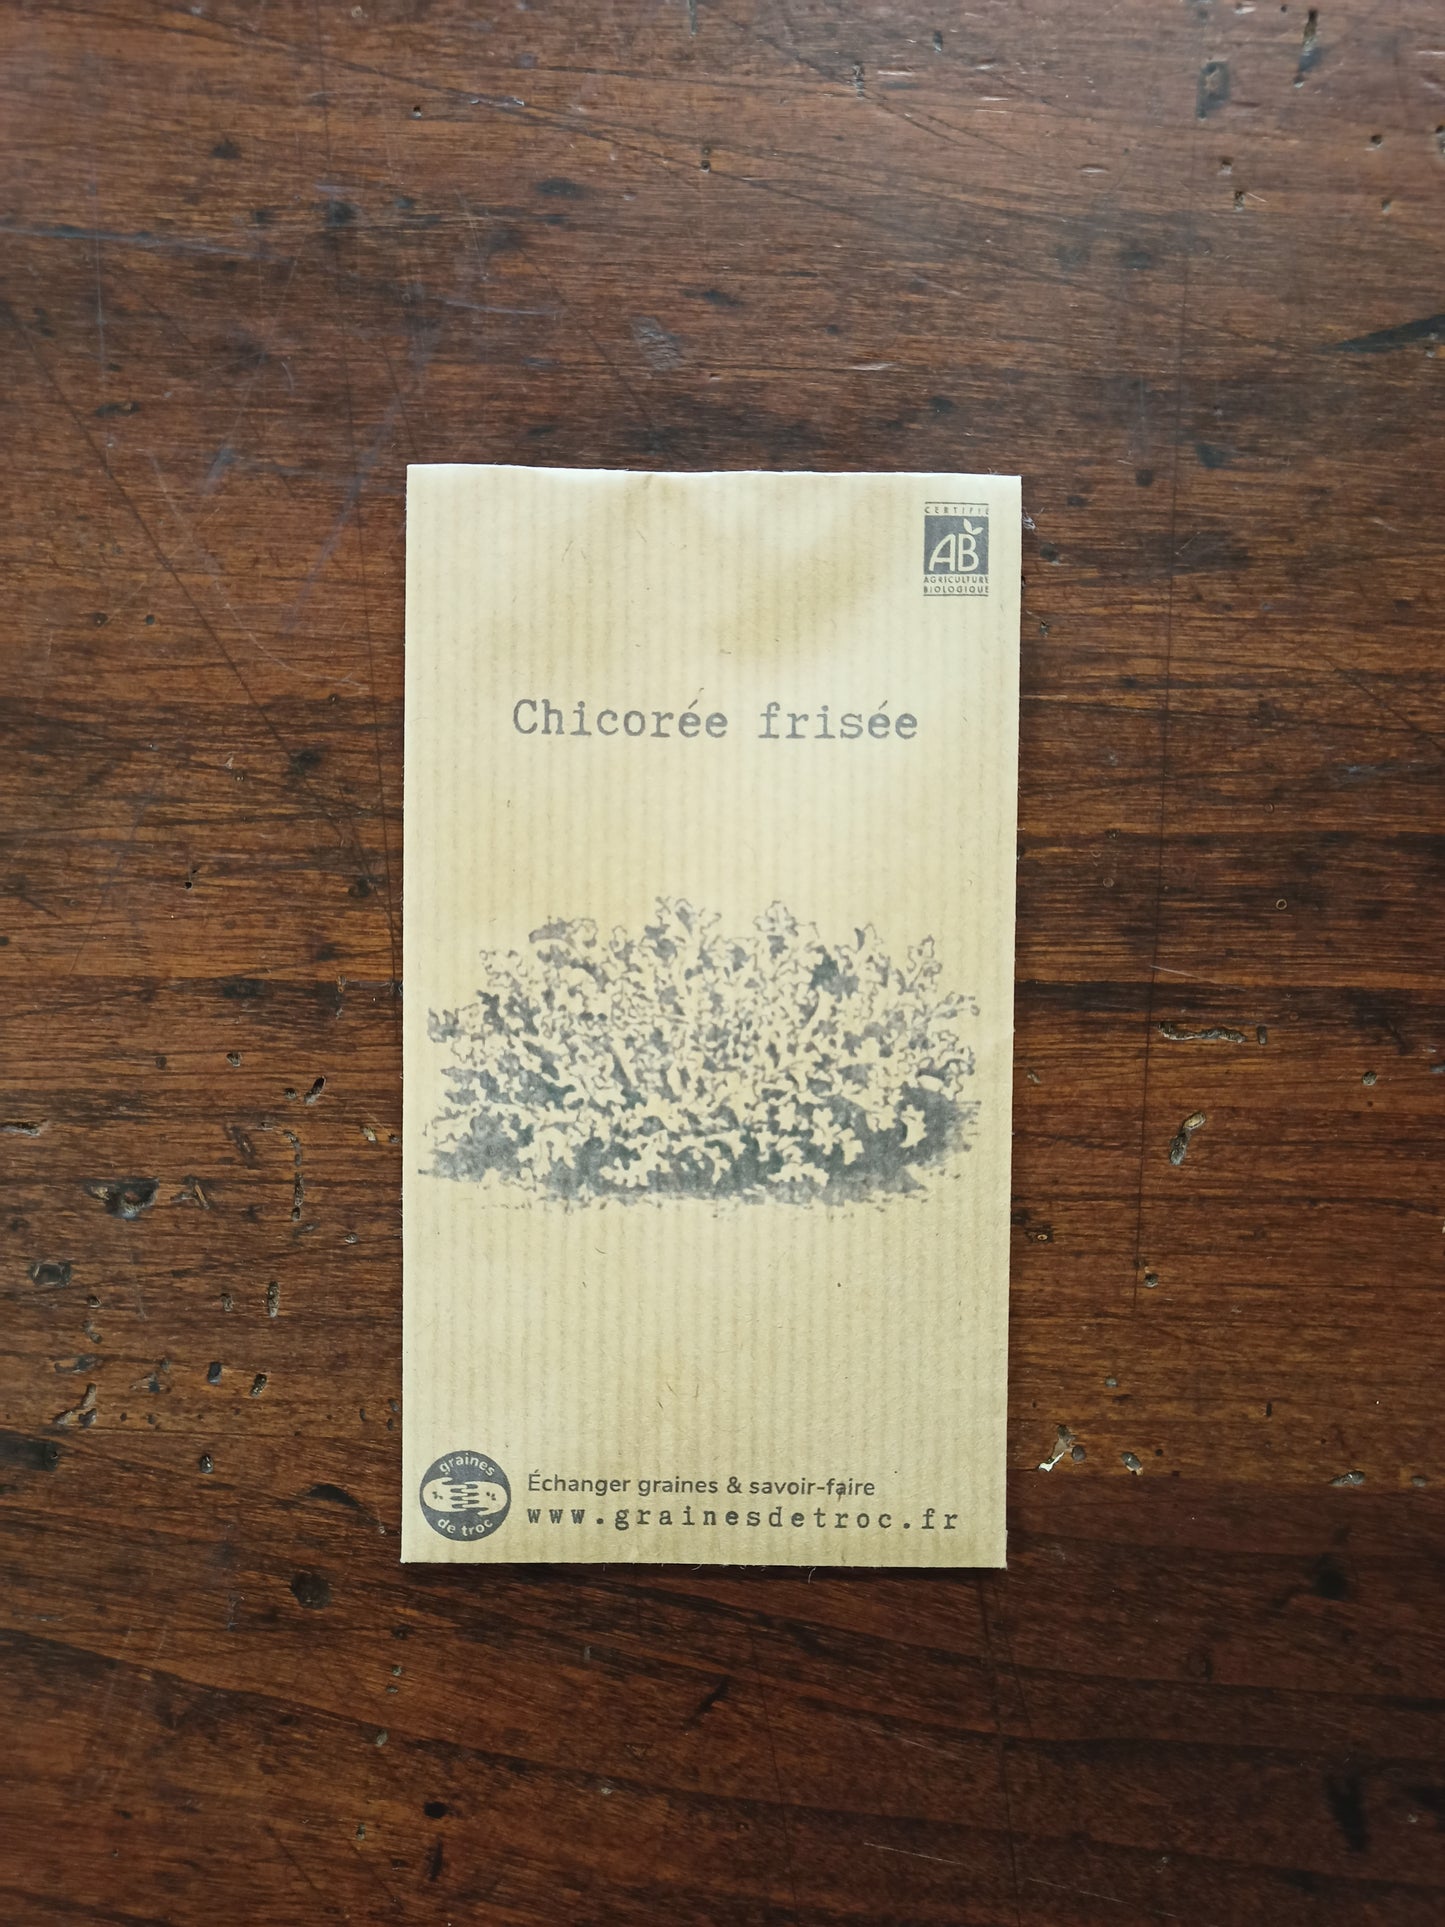 CERTIFIÉ
AB
AGRICULTURE
BIOLOGIQUE
Chicorée frisée
graines
de troc
Échanger graines & savoir-faire
www.grainesdetroc.fr